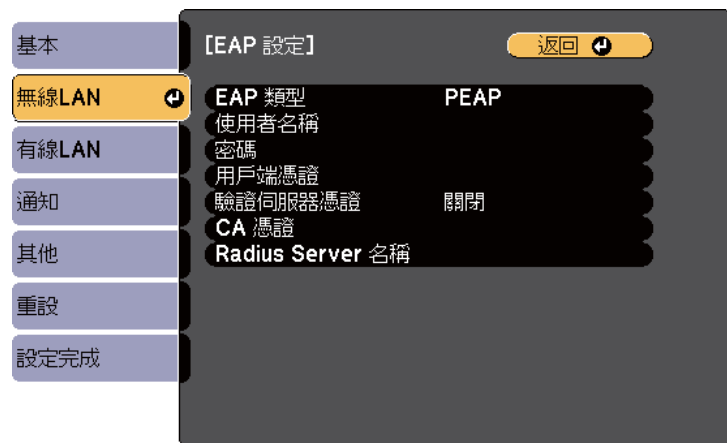 基本
無線LAN
有線LAN
通知
其他
重設
設定完成
[EAP 設定]
返回
EAP 類型 PEAP
使用者名稱
密碼
用戶端憑證
驗證伺服器憑證 關閉
CA 憑證
Radius Server 名稱